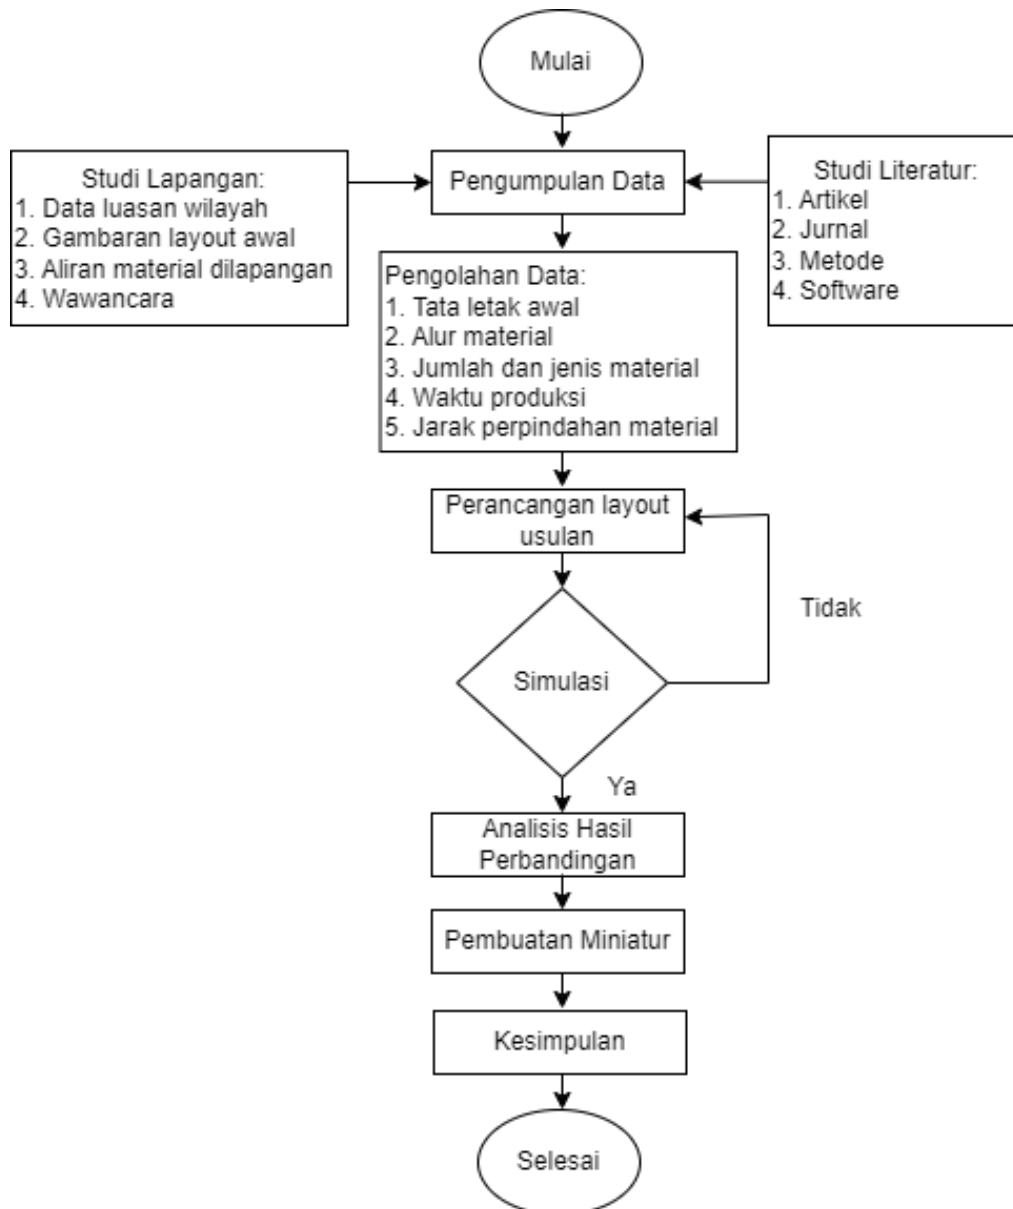 Mulai
Studi Lapangan:
1. Data luasan wilayah
2. Gambaran layout awal
3. Aliran material dilapangan
4. Wawancara
Pengumpulan Data
Studi Literatur:
1. Artikel
2. Jurnal
3. Metode
4. Software
Pengolahan Data:
1. Tata letak awal
2. Alur material
3. Jumlah dan jenis material
4. Waktu produksi
5. Jarak perpindahan material
Perancangan layout
usulan
Tidak
Simulasi
Ya
Analisis Hasil
Perbandingan
Pembuatan Miniatur
Kesimpulan
Selesai